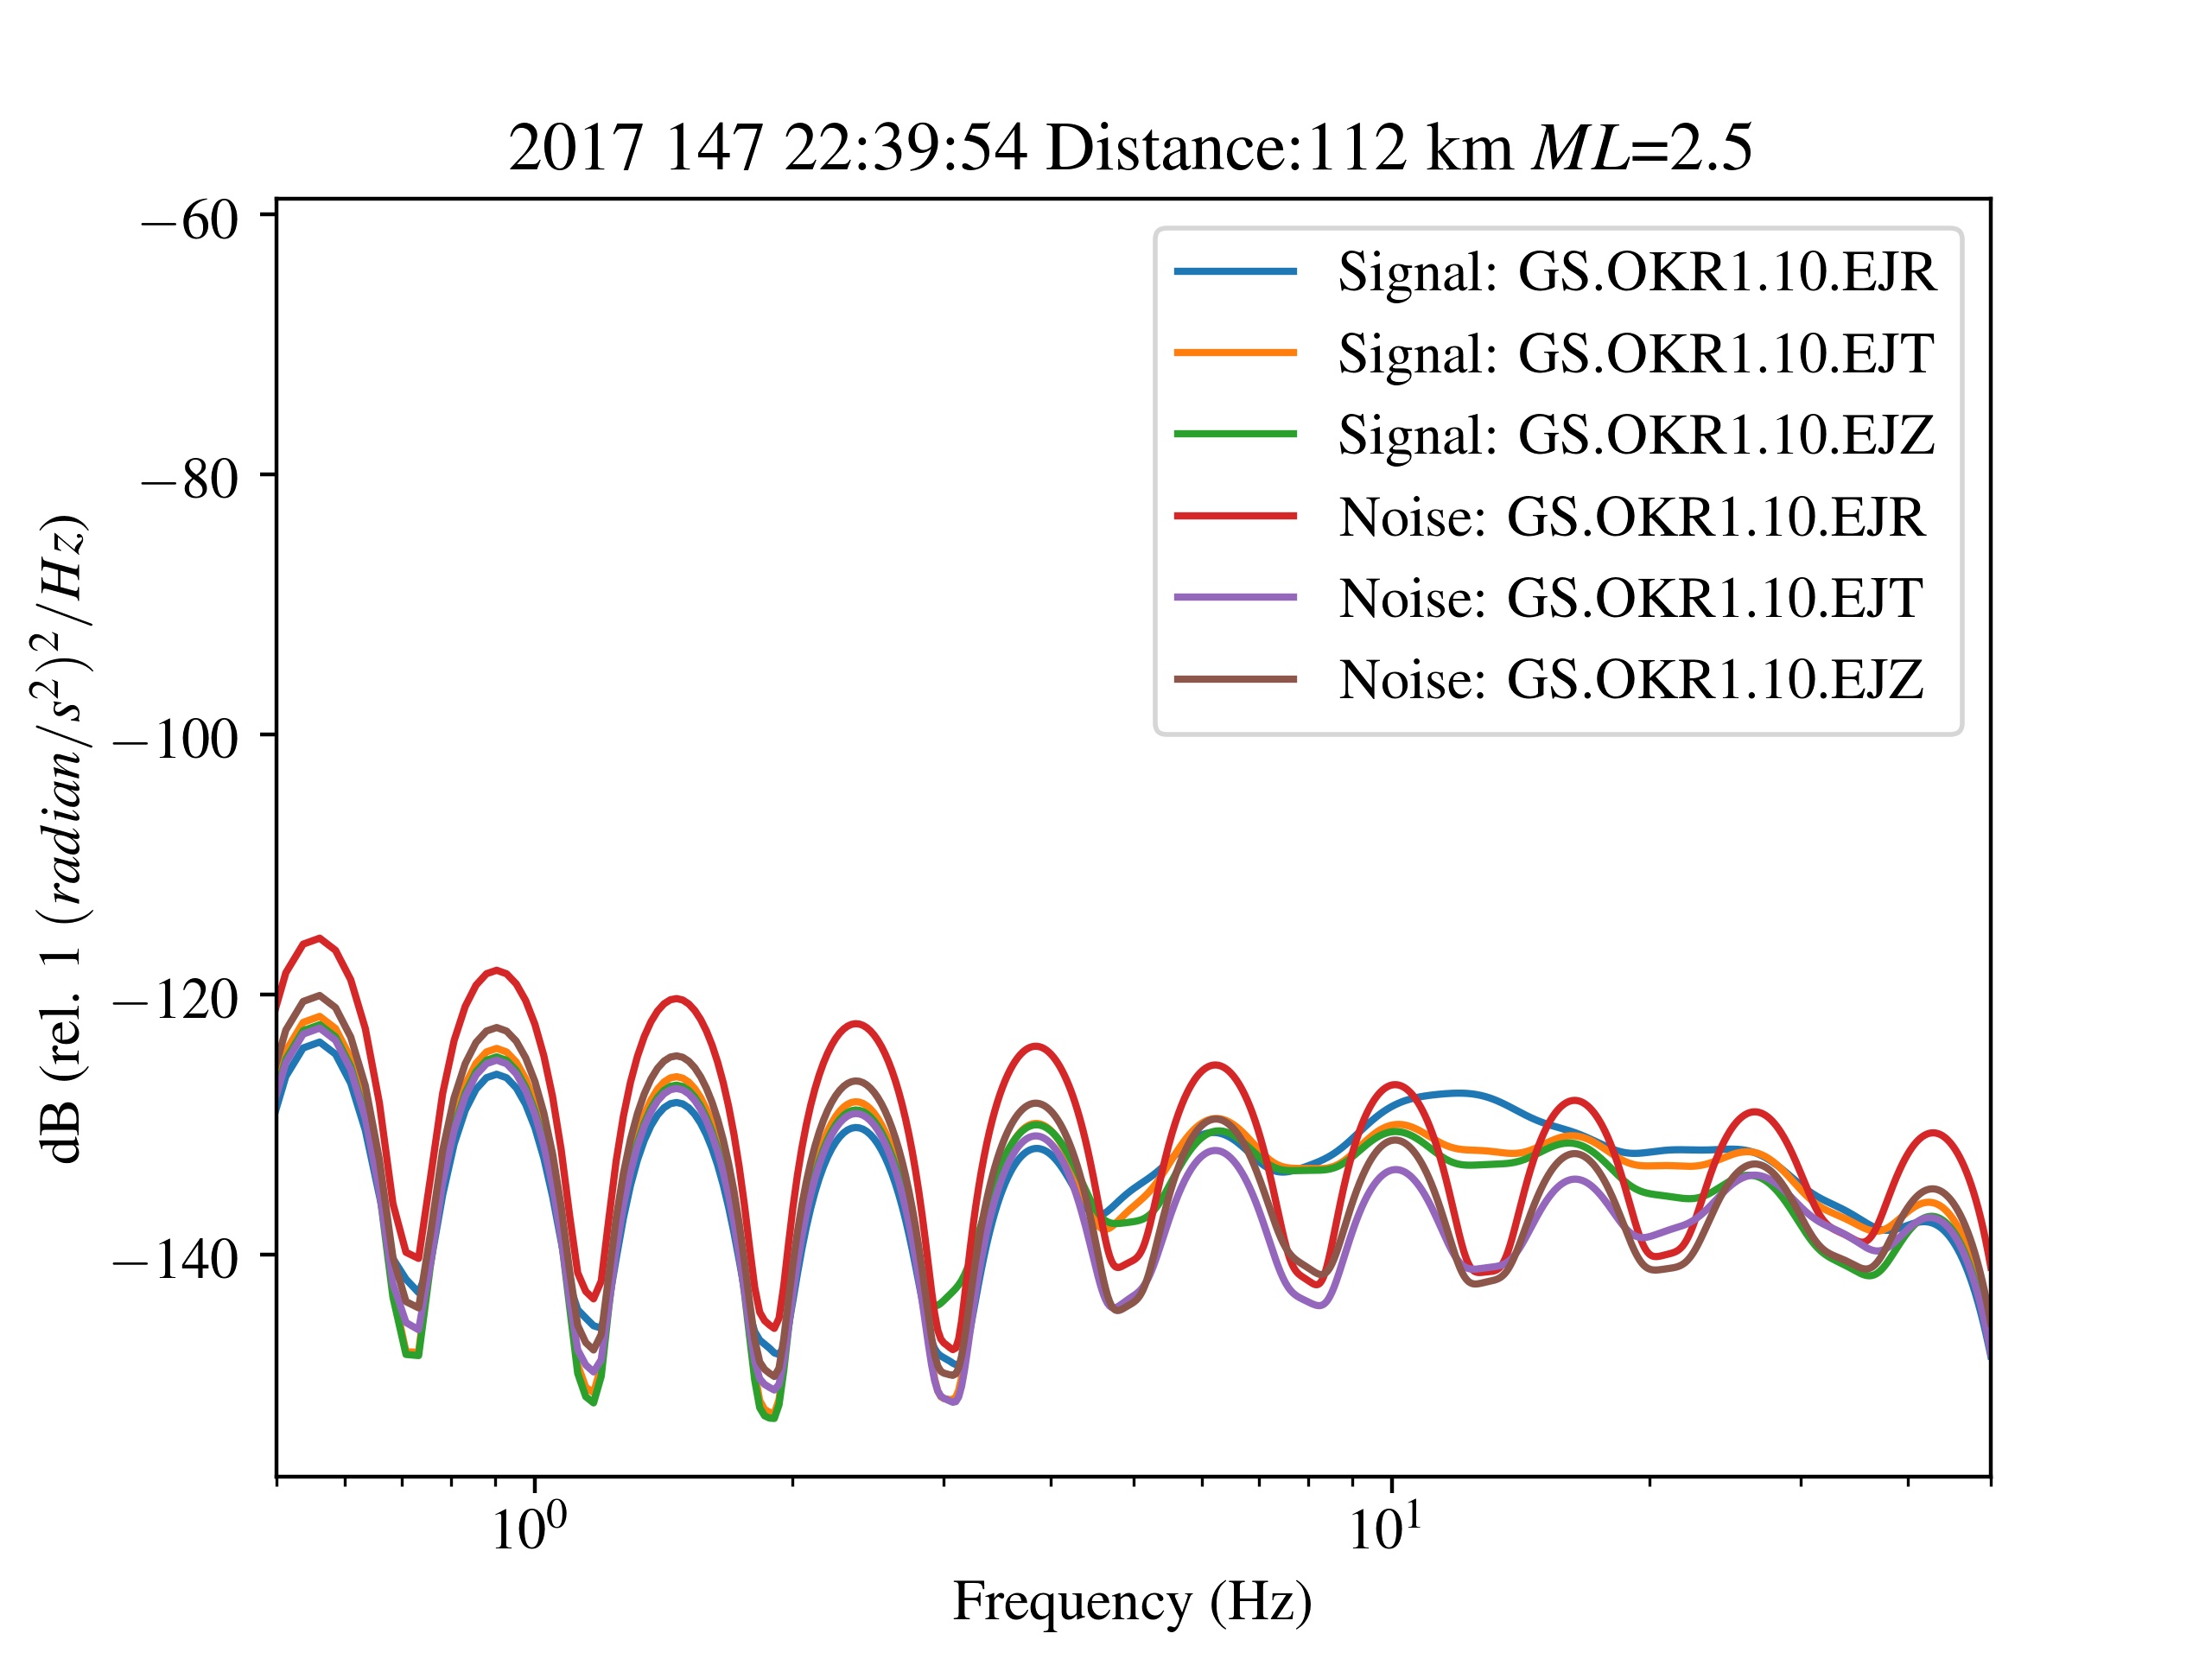 2017 147 22:39:54 Distance:112 km ML=2.5
−60
−80
−100
−120
−140
dB (rel. 1 (radian/s²)²/Hz)
Signal: GS.OKR1.10.EJR
Signal: GS.OKR1.10.EJT
Signal: GS.OKR1.10.EJZ
Noise: GS.OKR1.10.EJR
Noise: GS.OKR1.10.EJT
Noise: GS.OKR1.10.EJZ
10⁰ 10¹
Frequency (Hz)